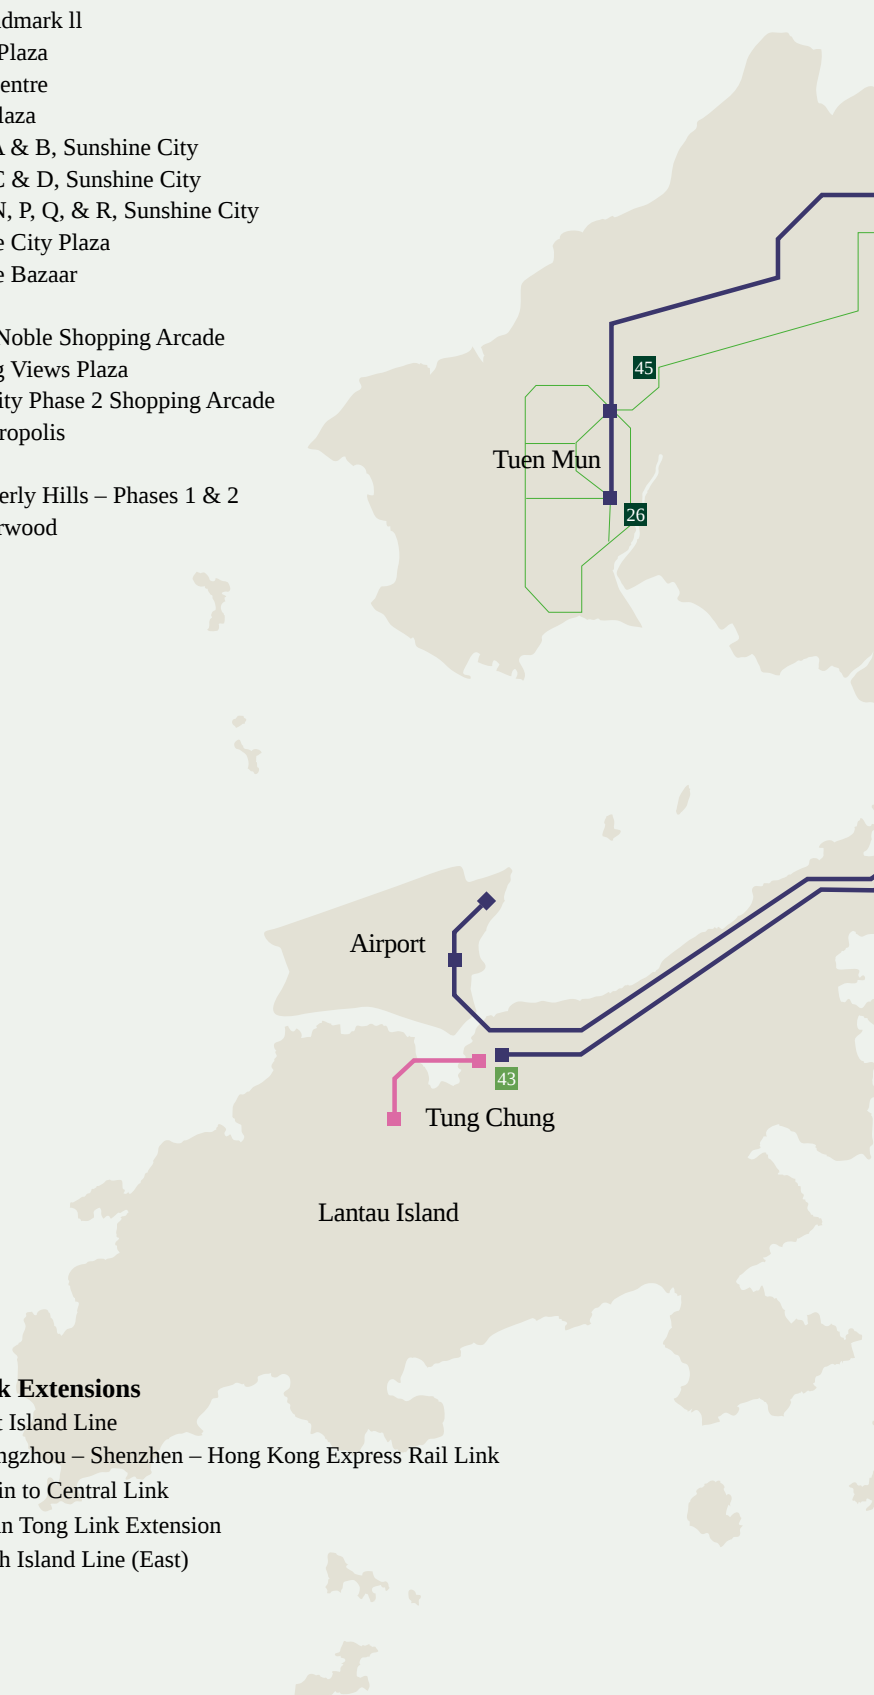 dmark ll
Plaza
entre
laza
A & B, Sunshine City
C & D, Sunshine City
N, P, Q, & R, Sunshine City
e City Plaza
e Bazaar
Noble Shopping Arcade
g Views Plaza
ity Phase 2 Shopping Arcade
ropolis
erly Hills – Phases 1 & 2
rwood
45
Tuen Mun
26
Airport
43
Tung Chung
Lantau Island
k Extensions
t Island Line
ngzhou – Shenzhen – Hong Kong Express Rail Link
in to Central Link
n Tong Link Extension
h Island Line (East)